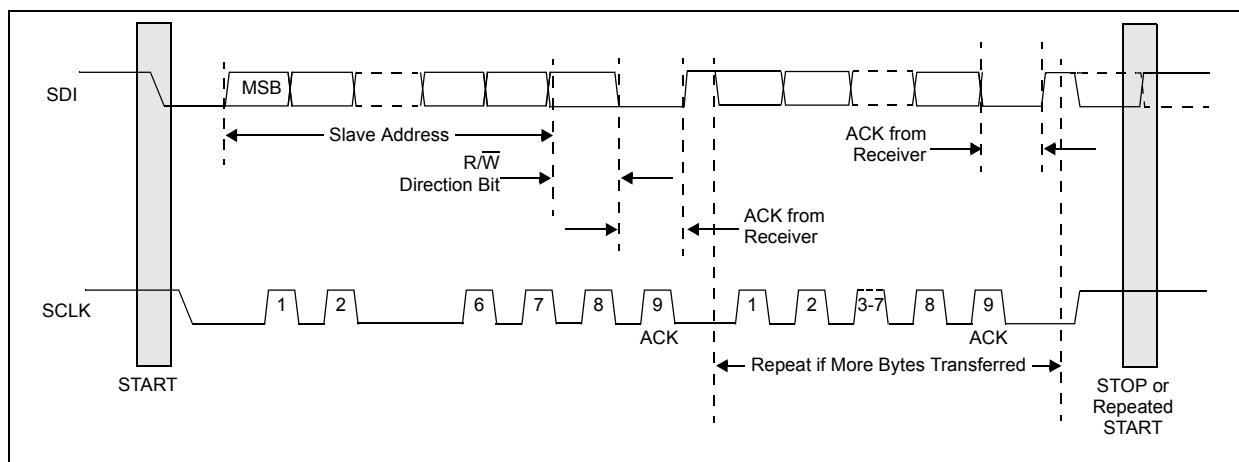 SDI
MSB
Slave Address
R/W̅
Direction Bit
ACK from
Receiver
ACK from
Receiver
SCLK
1
2
6
7
8
9
ACK
1
2
3-7
8
9
ACK
Repeat if More Bytes Transferred
START
STOP or
Repeated
START